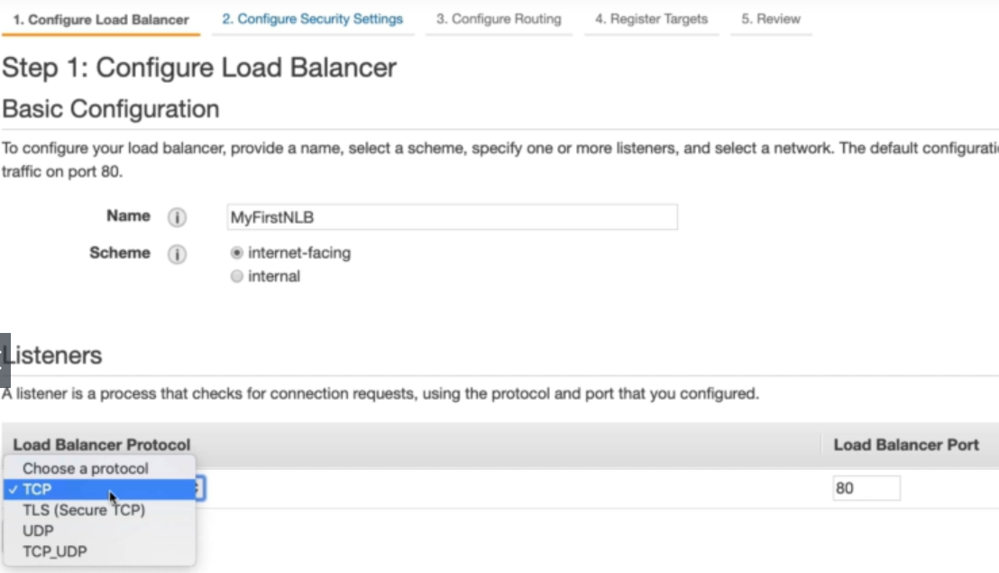 1. Configure Load Balancer 2. Configure Security Settings 3. Configure Routing 4. Register Targets 5. Review
Step 1: Configure Load Balancer
Basic Configuration
To configure your load balancer, provide a name, select a scheme, specify one or more listeners, and select a network. The default
traffic on port 80.
Name i MyFirstNLB
Scheme i internet-facing
internal
Listeners
A listener is a process that checks for connection requests, using the protocol and port that you configured.
Load Balancer Protocol Load Balancer Port
Choose a protocol
✓ TCP 80
TLS (Secure TCP)
UDP
TCP_UDP